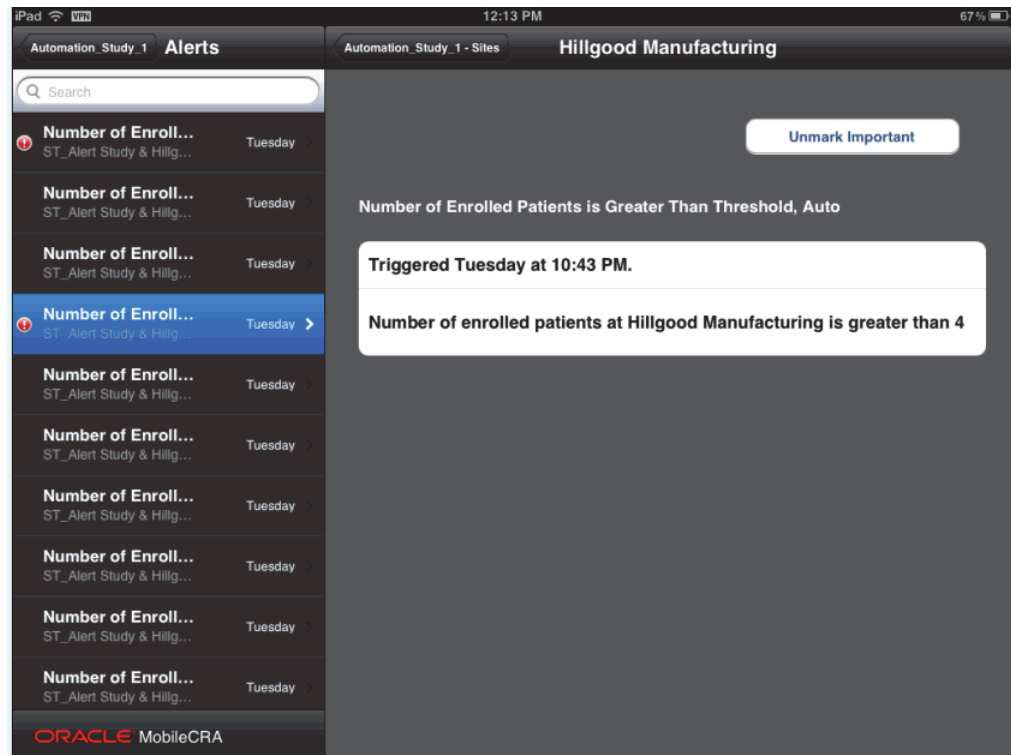 iPad VPN 12:13 PM 67%
Automation_Study_1 Alerts
Search
Number of Enroll... Tuesday
ST_Alert Study & Hillg...
Number of Enroll... Tuesday
ST_Alert Study & Hillg...
Number of Enroll... Tuesday
ST_Alert Study & Hillg...
Number of Enroll... Tuesday
ST_Alert Study & Hillg...
Number of Enroll... Tuesday
ST_Alert Study & Hillg...
Number of Enroll... Tuesday
ST_Alert Study & Hillg...
Number of Enroll... Tuesday
ST_Alert Study & Hillg...
Number of Enroll... Tuesday
ST_Alert Study & Hillg...
Number of Enroll... Tuesday
ST_Alert Study & Hillg...
Number of Enroll... Tuesday
ST_Alert Study & Hillg...
ORACLE MobileCRA
Automation_Study_1 - Sites Hillgood Manufacturing
Unmark Important
Number of Enrolled Patients is Greater Than Threshold, Auto
Triggered Tuesday at 10:43 PM.
Number of enrolled patients at Hillgood Manufacturing is greater than 4